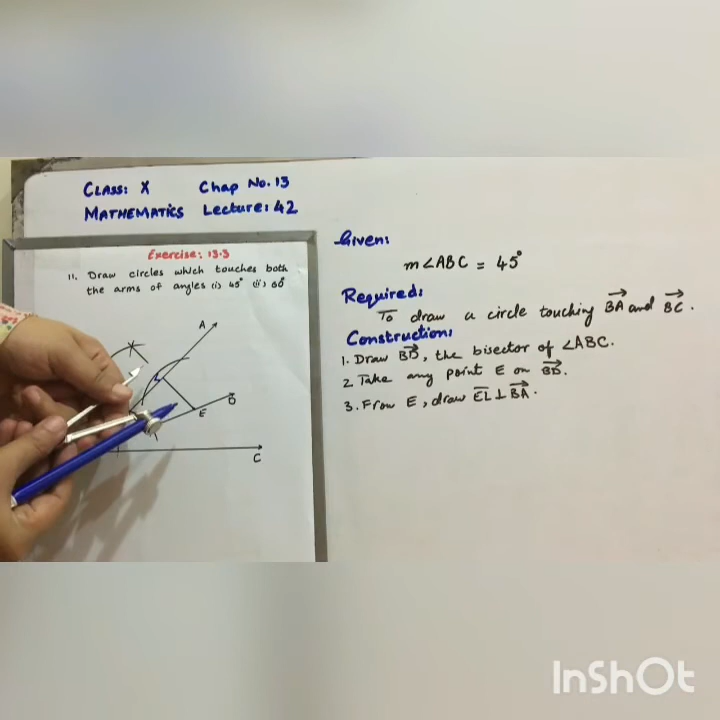 CLASS: X Chap No. 13
MATHEMATICS Lecture: 42
Exercise: 13.3
11. Draw circles which touches both
the arms of angles (i) 45° (ii) 60°
A
L
E
D
C
Given:
m∠ABC = 45°
Required:
To draw a circle touching BA→ and BC→.
Construction:
1. Draw BD→, the bisector of ∠ABC.
2. Take any point E on BD→.
3. From E, draw EL ⊥ BA→.
InShOt